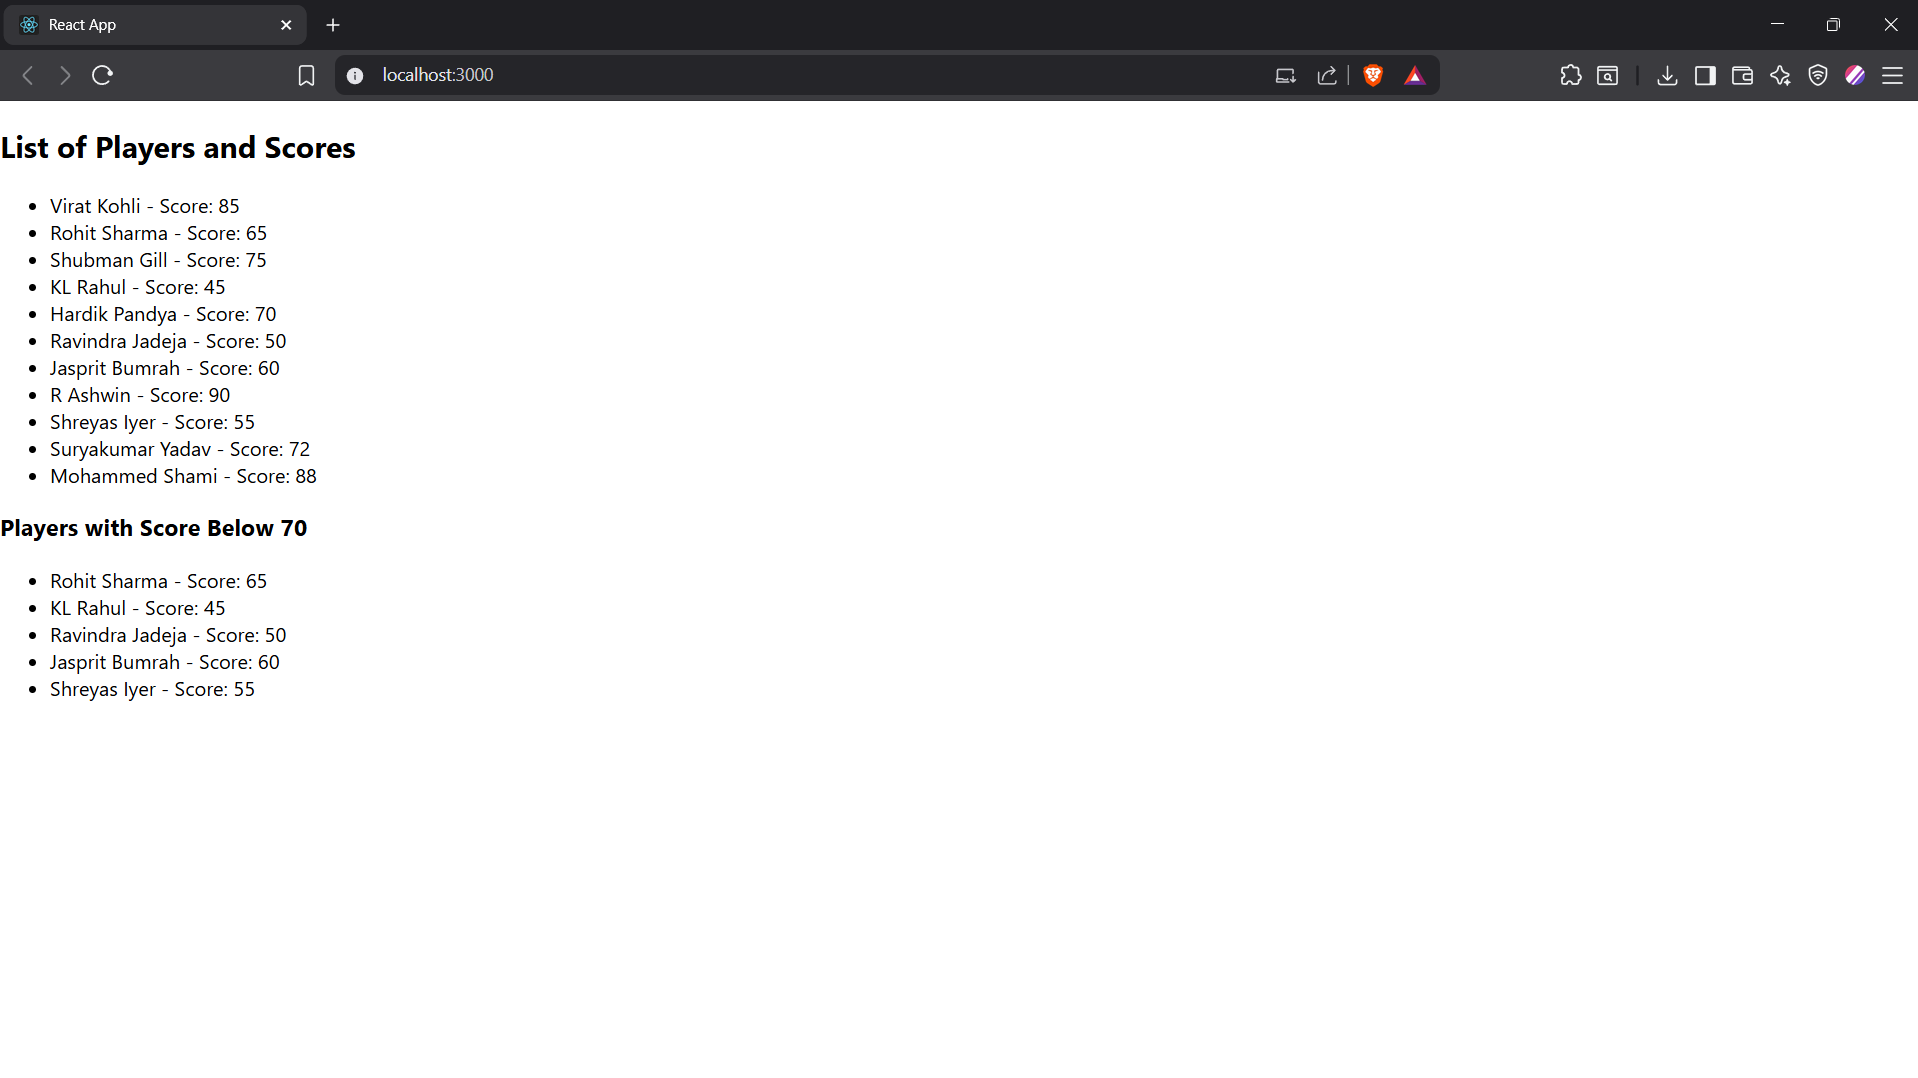 React App
localhost:3000
List of Players and Scores
Virat Kohli - Score: 85
Rohit Sharma - Score: 65
Shubman Gill - Score: 75
KL Rahul - Score: 45
Hardik Pandya - Score: 70
Ravindra Jadeja - Score: 50
Jasprit Bumrah - Score: 60
R Ashwin - Score: 90
Shreyas Iyer - Score: 55
Suryakumar Yadav - Score: 72
Mohammed Shami - Score: 88
Players with Score Below 70
Rohit Sharma - Score: 65
KL Rahul - Score: 45
Ravindra Jadeja - Score: 50
Jasprit Bumrah - Score: 60
Shreyas Iyer - Score: 55